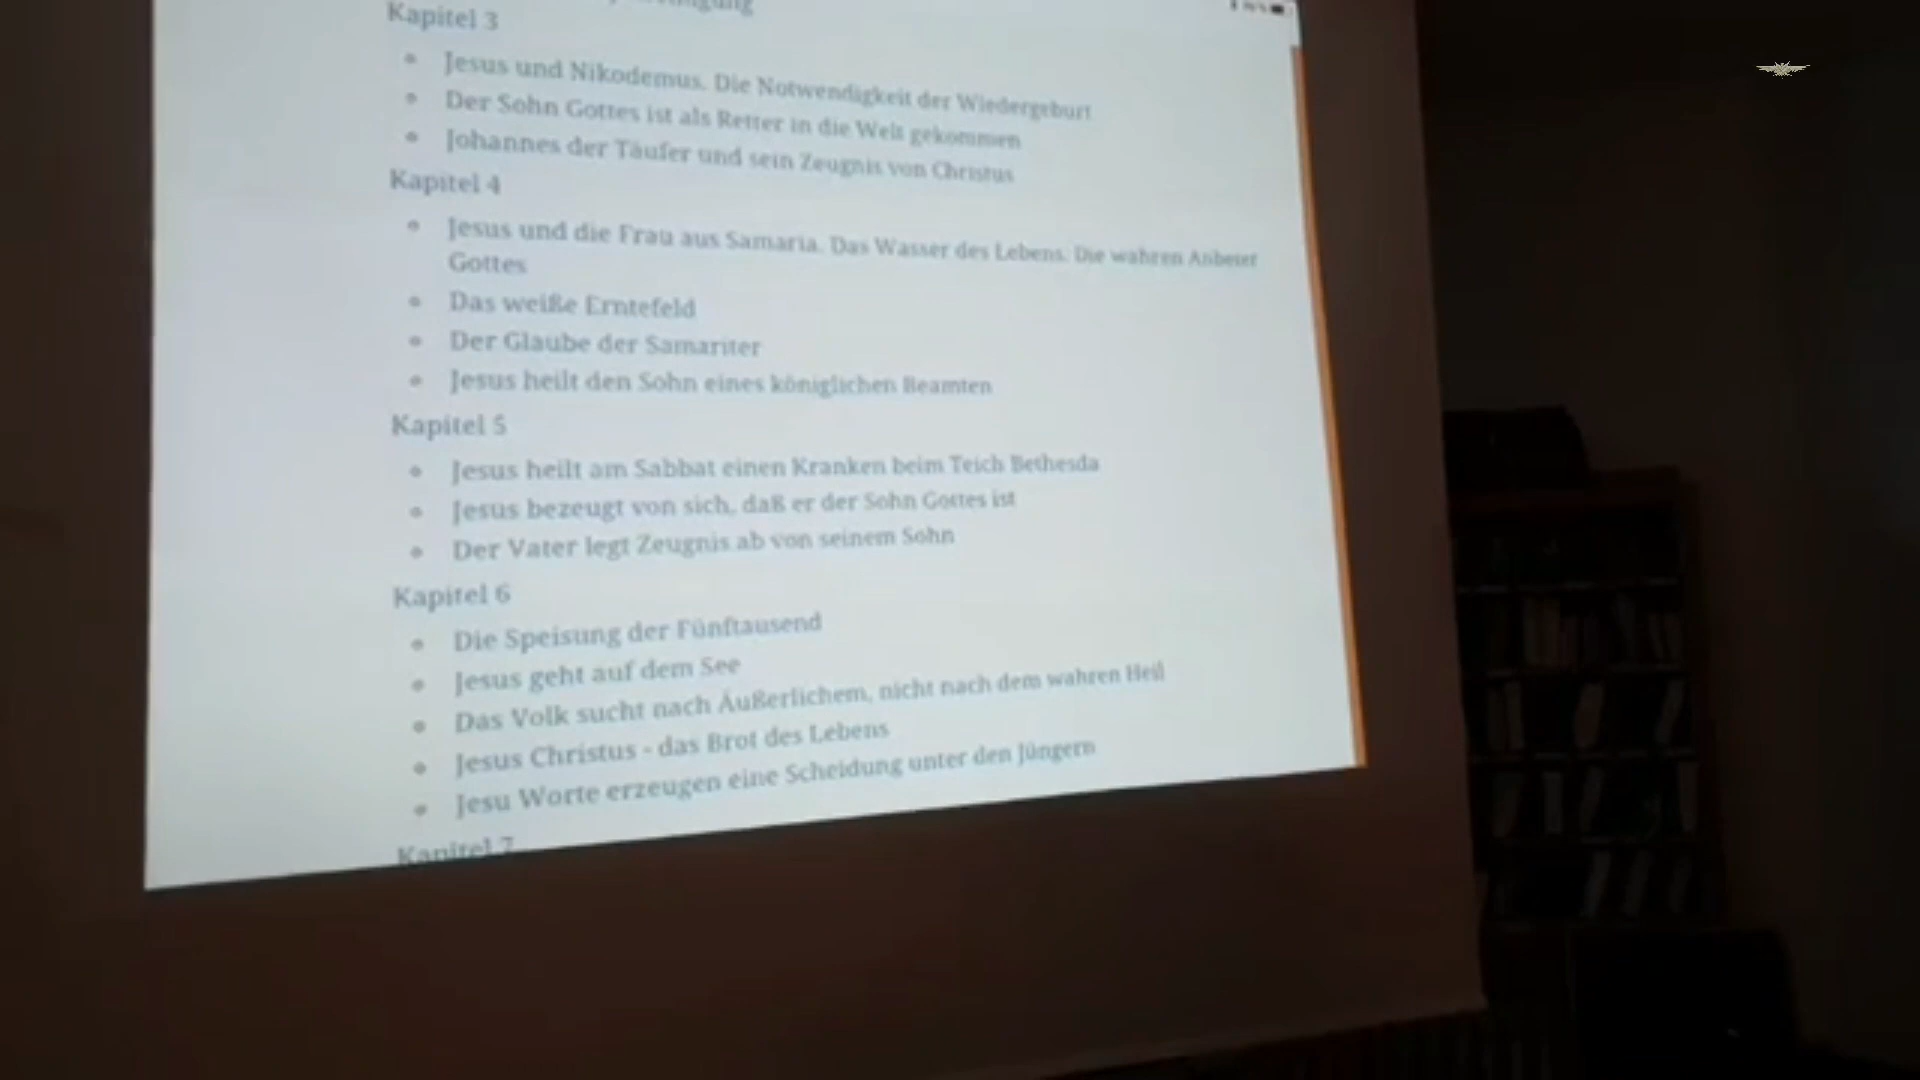 Kapitel 3
Jesus und Nikodemus. Die Notwendigkeit der Wiedergeburt
Der Sohn Gottes ist als Retter in die Welt gekommen
Johannes der Täufer und sein Zeugnis von Christus
Kapitel 4
Jesus und die Frau aus Samaria. Das Wasser des Lebens. Die wahren Anbeter
Gottes
Das weiße Erntefeld
Der Glaube der Samariter
Jesus heilt den Sohn eines königlichen Beamten
Kapitel 5
Jesus heilt am Sabbat einen Kranken beim Teich Bethesda
Jesus bezeugt von sich, daß er der Sohn Gottes ist
Der Vater legt Zeugnis ab von seinem Sohn
Kapitel 6
Die Speisung der Fünftausend
Jesus geht auf dem See
Das Volk sucht nach Äußerlichem, nicht nach dem wahren Heil
Jesus Christus - das Brot des Lebens
Jesu Worte erzeugen eine Scheidung unter den Jüngern
Kapitel 7